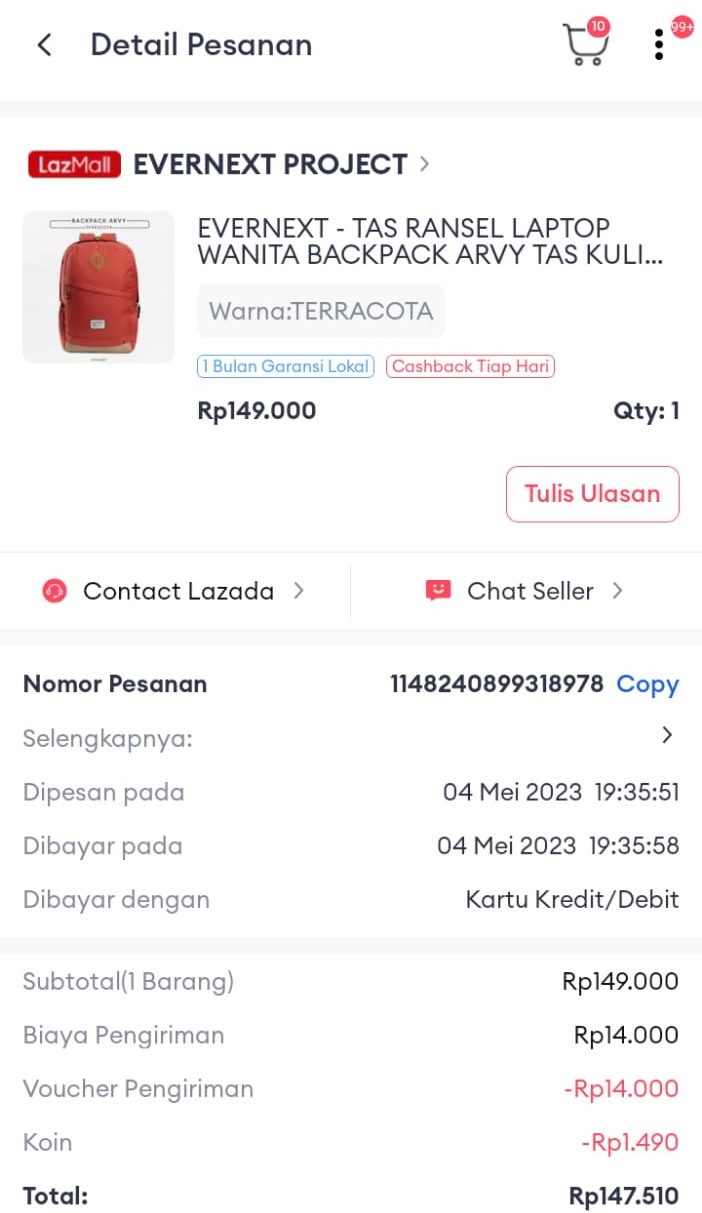 Detail Pesanan
10
99+
LazMall EVERNEXT PROJECT
BACKPACK ARVY
TERRACOTA
EVERNEXT - TAS RANSEL LAPTOP
WANITA BACKPACK ARVY TAS KULI...
Warna:TERRACOTA
1 Bulan Garansi Lokal Cashback Tiap Hari
Rp149.000 Qty: 1
Tulis Ulasan
Contact Lazada Chat Seller
Nomor Pesanan 1148240899318978 Copy
Selengkapnya:
Dipesan pada 04 Mei 2023 19:35:51
Dibayar pada 04 Mei 2023 19:35:58
Dibayar dengan Kartu Kredit/Debit
Subtotal(1 Barang) Rp149.000
Biaya Pengiriman Rp14.000
Voucher Pengiriman -Rp14.000
Koin -Rp1.490
Total: Rp147.510